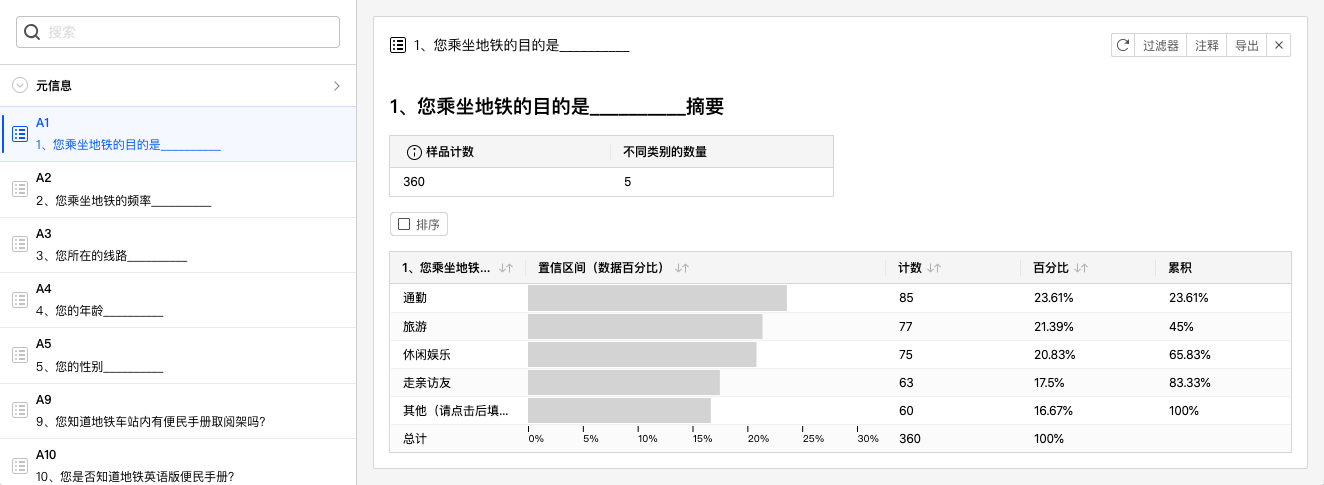 搜索
元信息
A1
1、您乘坐地铁的目的是__________
A2
2、您乘坐地铁的频率__________
A3
3、您所在的线路__________
A4
4、您的年龄__________
A5
5、您的性别__________
A9
9、您知道地铁车站内有便民手册取阅架吗?
A10
10、您是否知道地铁英语版便民手册?
1、您乘坐地铁的目的是__________
过滤器 注释 导出 ×
1、您乘坐地铁的目的是__________摘要
样品计数 不同类别的数量
360 5
排序
1、您乘坐地铁... 置信区间（数据百分比） 计数 百分比 累积
通勤 85 23.61% 23.61%
旅游 77 21.39% 45%
休闲娱乐 75 20.83% 65.83%
走亲访友 63 17.5% 83.33%
其他（请点击后填... 60 16.67% 100%
总计 0% 5% 10% 15% 20% 25% 30% 360 100%